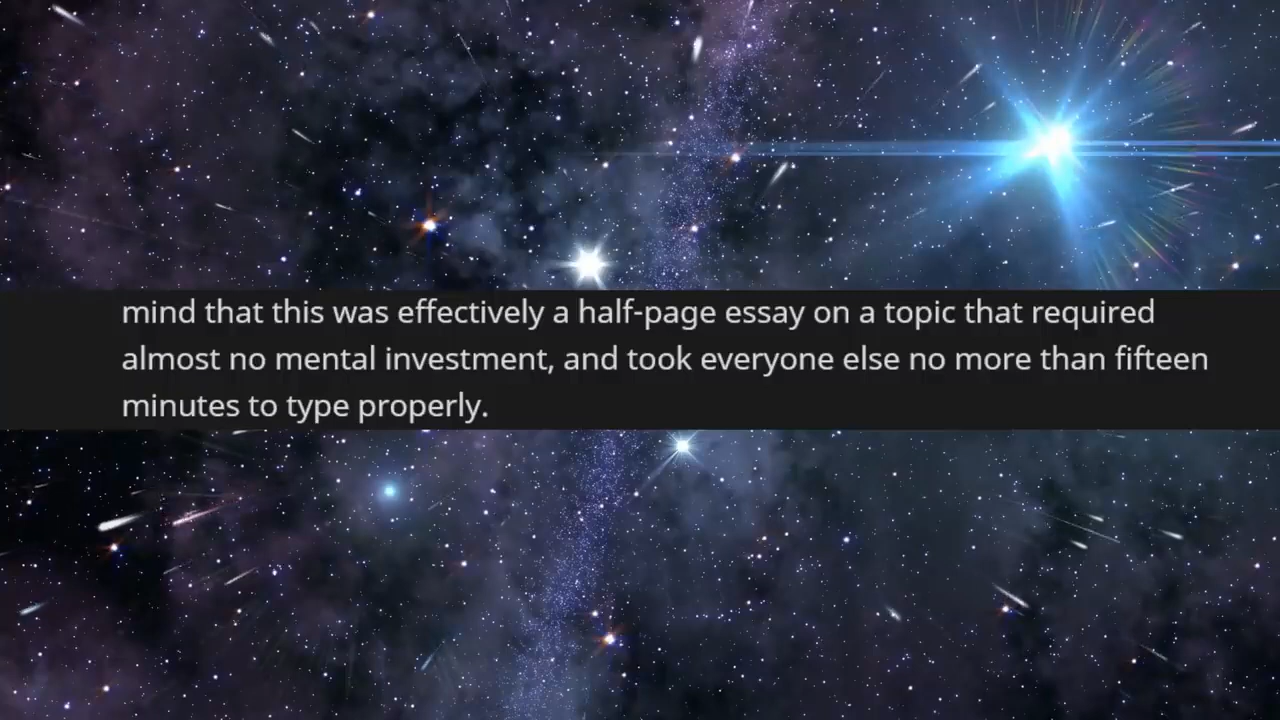 mind that this was effectively a half-page essay on a topic that required
almost no mental investment, and took everyone else no more than fifteen
minutes to type properly.